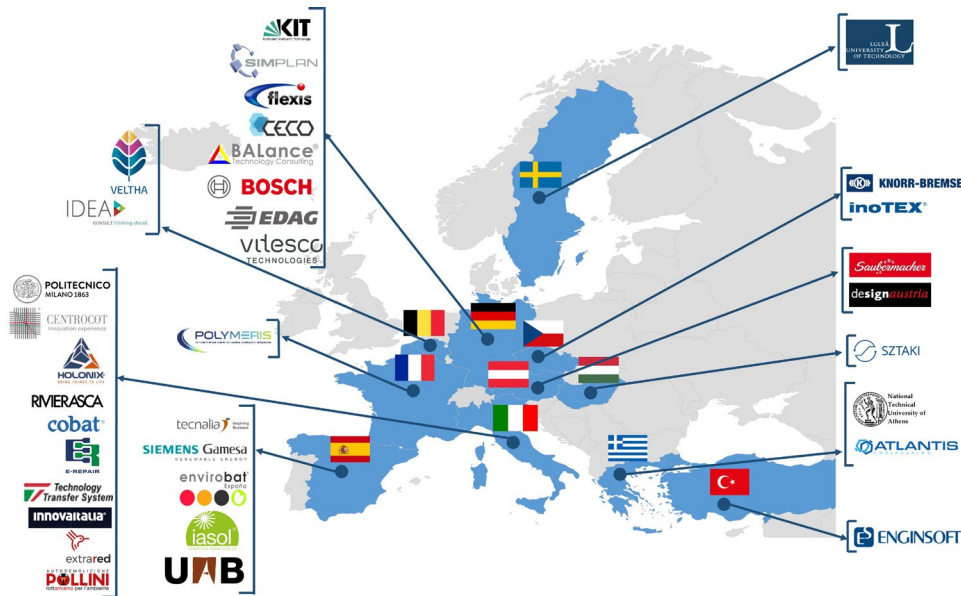 KIT
SIMPLAN
flexis
CECO
BALance®
Technology Consulting
BOSCH
EDAG
vitesco
TECHNOLOGIES
LULEÅ
UNIVERSITY
OF TECHNOLOGY
L
VELTHA
IDEA
CONSULT thinking ahead
KNORR-BREMSE
inoTEX®
Saubermacher
designaustria
POLITECNICO
MILANO 1863
CENTROCOT
Innovation experience
HOLONIX
BRING THINGS TO LIFE
RIVIERASCA
cobat®
E-REPAIR
Technology
Transfer System
INNOVAITALIA®
extrared
AUTODEMOLIZIONE
POLLINI
rottamiamo per l'ambiente
POLYMERIS
SZTAKI
tecnalia
Inspiring
Business
SIEMENS Gamesa
RENEWABLE ENERGY
envirobat®
España
iasol
UAB
National
Technical
University of
Athens
ATLANTIS
ENGINEERING
ENGINSOFT